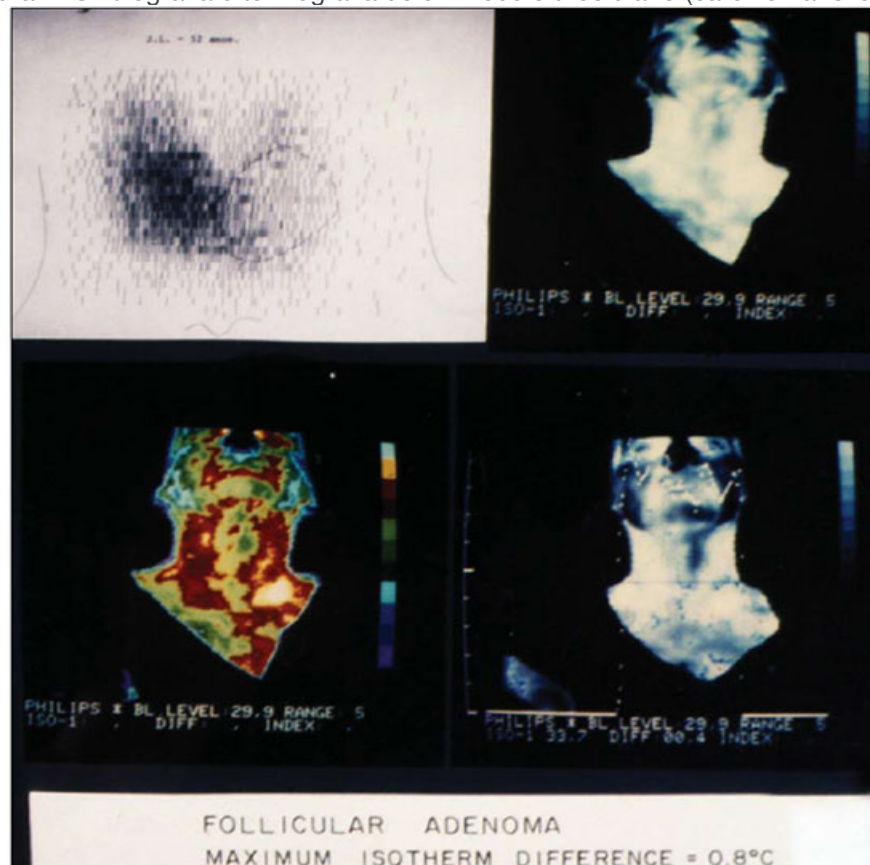 J.L. - 52 anos.
PHILIPS * BL LEVEL 29.9 RANGE 5
ISO-1 , DIFF , INDEX .
PHILIPS * BL LEVEL 29.9 RANGE 5
ISO-1 , DIFF , INDEX .
PHILIPS * BL LEVEL 29.9 RANGE 5
ISO-1 33.7 DIFF 00.4 INDEX .
FOLLICULAR ADENOMA
MAXIMUM ISOTHERM DIFFERENCE = 0.8°C